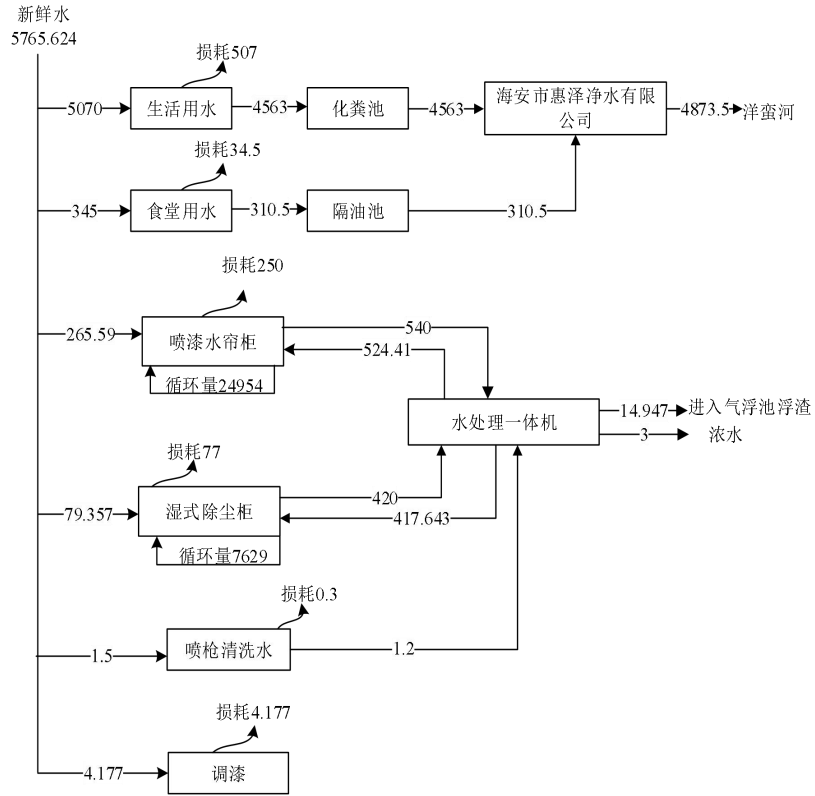 新鲜水
5765.624
损耗507
5070
生活用水
4563
化粪池
4563
海安市惠泽净水有限
公司
4873.5
洋蛮河
损耗34.5
345
食堂用水
310.5
隔油池
310.5
损耗250
265.59
喷漆水帘柜
540
524.41
循环量24954
水处理一体机
14.947
进入气浮池浮渣
3
浓水
损耗77
79.357
湿式除尘柜
420
417.643
循环量7629
损耗0.3
1.5
喷枪清洗水
1.2
损耗4.177
4.177
调漆